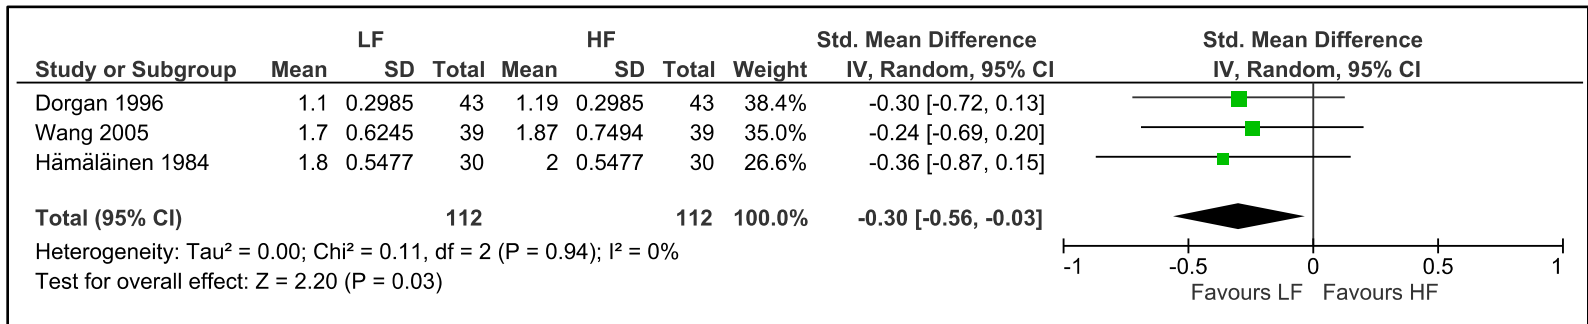 LF HF Std. Mean Difference Std. Mean Difference
Study or Subgroup Mean SD Total Mean SD Total Weight IV, Random, 95% CI IV, Random, 95% CI
Dorgan 1996 1.1 0.2985 43 1.19 0.2985 43 38.4% -0.30 [-0.72, 0.13]
Wang 2005 1.7 0.6245 39 1.87 0.7494 39 35.0% -0.24 [-0.69, 0.20]
Hämäläinen 1984 1.8 0.5477 30 2 0.5477 30 26.6% -0.36 [-0.87, 0.15]
Total (95% CI) 112 112 100.0% -0.30 [-0.56, -0.03]
Heterogeneity: Tau² = 0.00; Chi² = 0.11, df = 2 (P = 0.94); I² = 0%
Test for overall effect: Z = 2.20 (P = 0.03)
-1 -0.5 0 0.5 1
Favours LF Favours HF